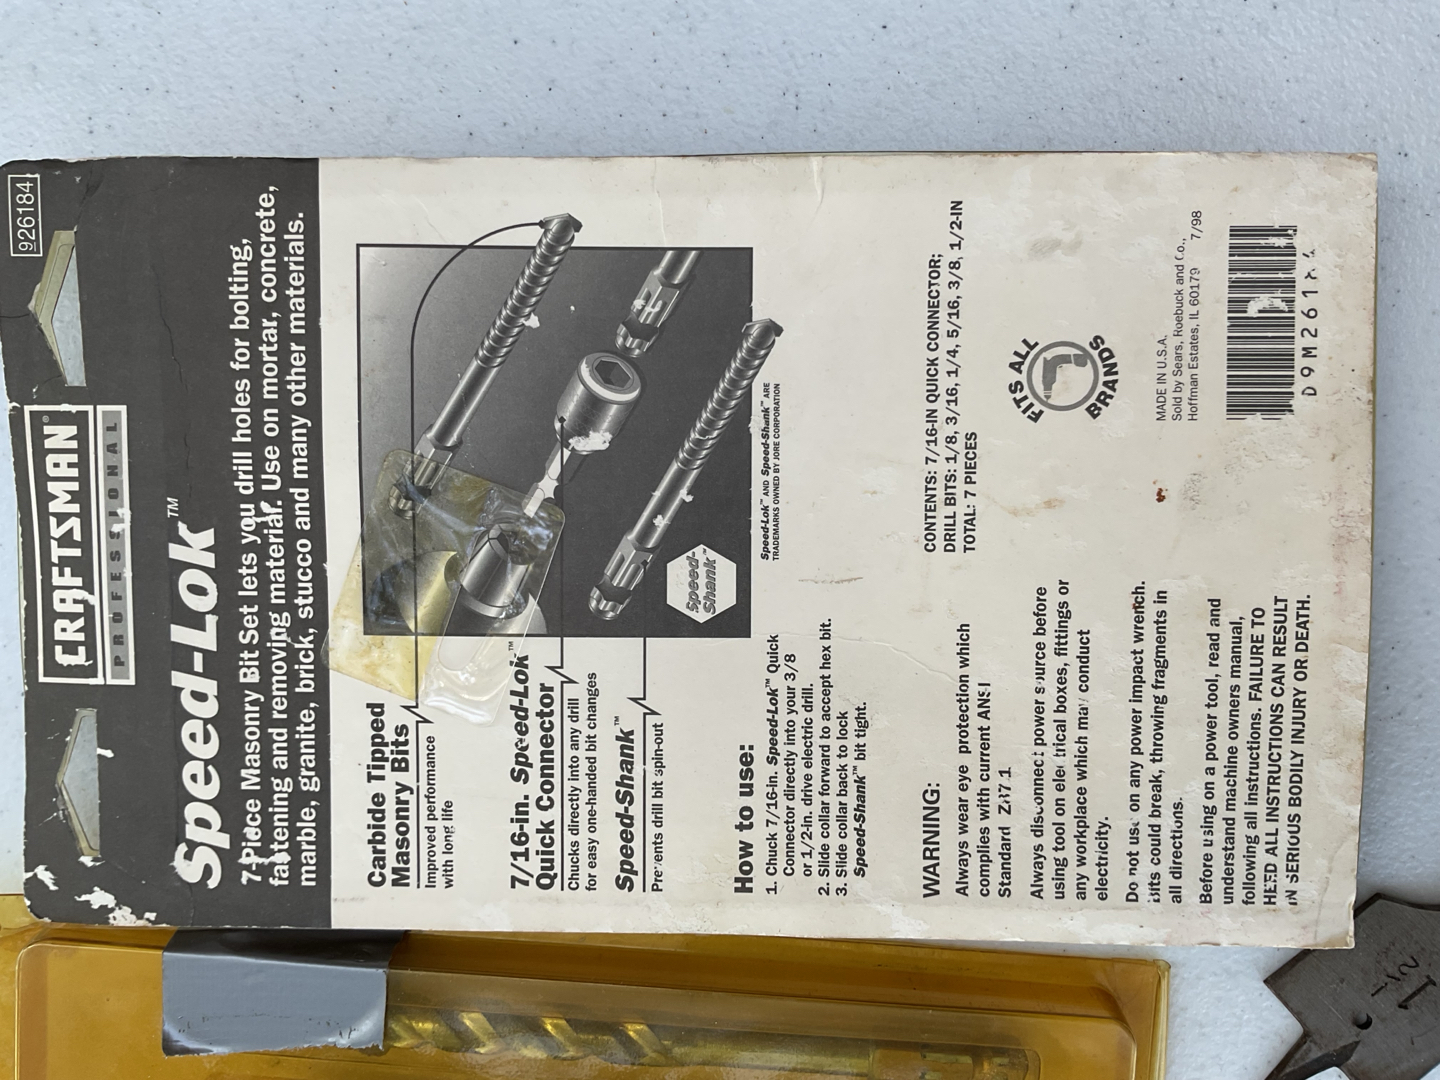 926184
CRAFTSMAN®
PROFESSIONAL
Speed-Lok™
7-Piece Masonry Bit Set lets you drill holes for bolting,
fastening and removing material. Use on mortar, concrete,
marble, granite, brick, stucco and many other materials.
Carbide Tipped
Masonry Bits
Improved performance
with long life
7/16-in. Speed-Lok™
Quick Connector
Chucks directly into any drill
for easy one-handed bit changes
Speed-Shank™
Prevents drill bit spin-out
Speed-
Shank™
Speed-Lok™ AND Speed-Shank™ ARE
TRADEMARKS OWNED BY JORE CORPORATION
How to use:
1. Chuck 7/16-in. Speed-Lok™ Quick
Connector directly into your 3/8
or 1/2-in. drive electric drill.
2. Slide collar forward to accept hex bit.
3. Slide collar back to lock
Speed-Shank™ bit tight.
CONTENTS: 7/16-IN QUICK CONNECTOR;
DRILL BITS: 1/8, 3/16, 1/4, 5/16, 3/8, 1/2-IN
TOTAL: 7 PIECES
WARNING:
Always wear eye protection which
complies with current ANSI
Standard Z87.1
Always disconnect power source before
using tool on electrical boxes, fittings or
any workplace which may conduct
electricity.
Do not use on any power impact wrench.
Bits could break, throwing fragments in
all directions.
Before using on a power tool, read and
understand machine owners manual,
following all instructions. FAILURE TO
HEED ALL INSTRUCTIONS CAN RESULT
IN SERIOUS BODILY INJURY OR DEATH.
FITS ALL
BRANDS
MADE IN U.S.A.
Sold by Sears, Roebuck and Co.,
Hoffman Estates, IL 60179 7/98
1 1/2